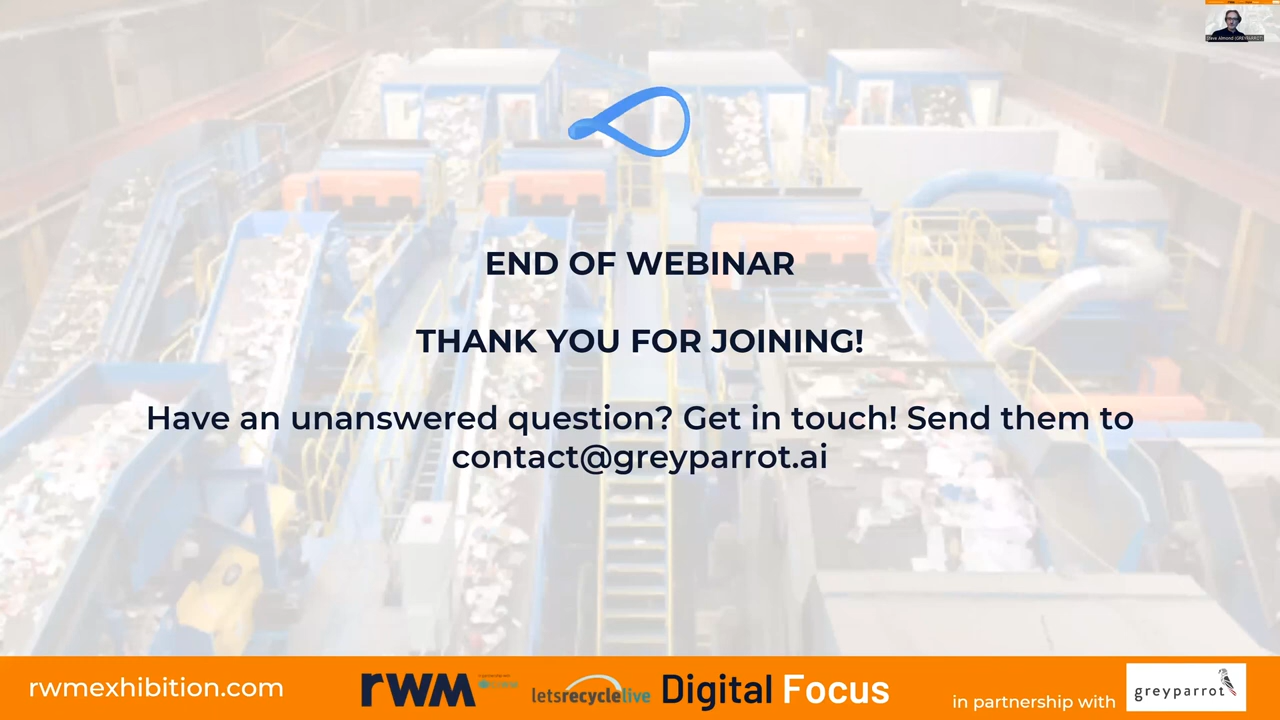 END OF WEBINAR
THANK YOU FOR JOINING!
Have an unanswered question? Get in touch! Send them to
contact@greyparrot.ai
rwmexhibition.com
rwm
letsrecyclelive
Digital Focus
in partnership with
greyparrot